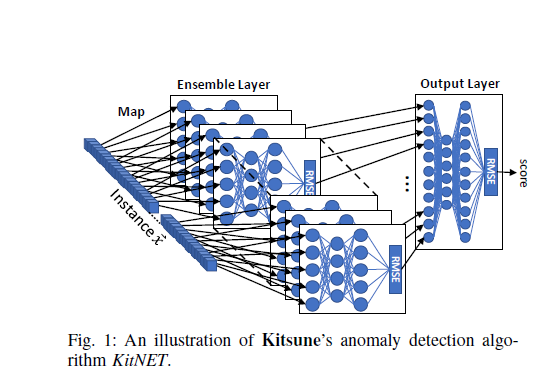 Ensemble Layer
Output Layer
Map
Instance x⃗
RMSE
RMSE
RMSE
score
Fig. 1: An illustration of Kitsune's anomaly detection algo-
rithm KitNET.